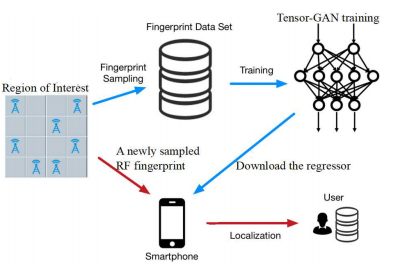 Tensor-GAN training
Fingerprint Data Set
Fingerprint
Sampling
Training
Region of Interest
A newly sampled
RF fingerprint
Download the regressor
User
Localization
Smartphone